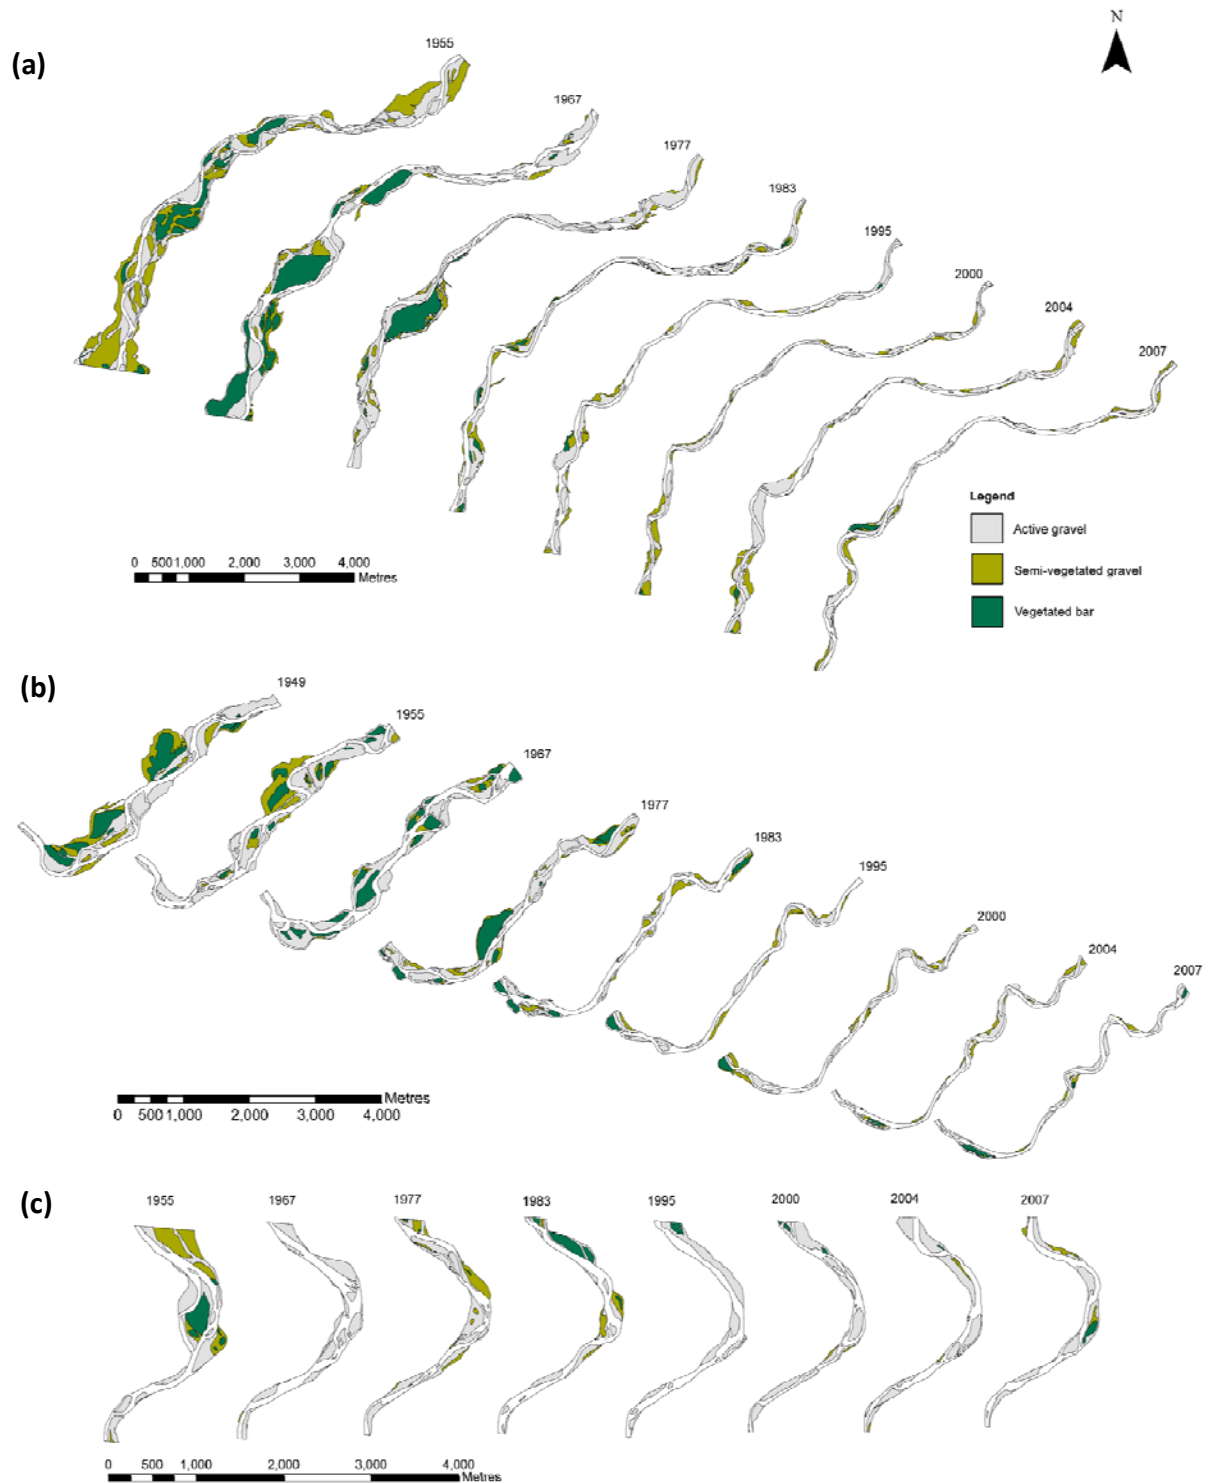 N
(a)
1955
1967
1977
1983
1995
2000
2004
2007
Legend
Active gravel
Semi-vegetated gravel
Vegetated bar
0 500 1,000 2,000 3,000 4,000
Metres
(b)
1949
1955
1967
1977
1983
1995
2000
2004
2007
Metres
0 500 1,000 2,000 3,000 4,000
(c)
1955 1967 1977 1983 1995 2000 2004 2007
0 500 1,000 2,000 3,000 4,000
Metres